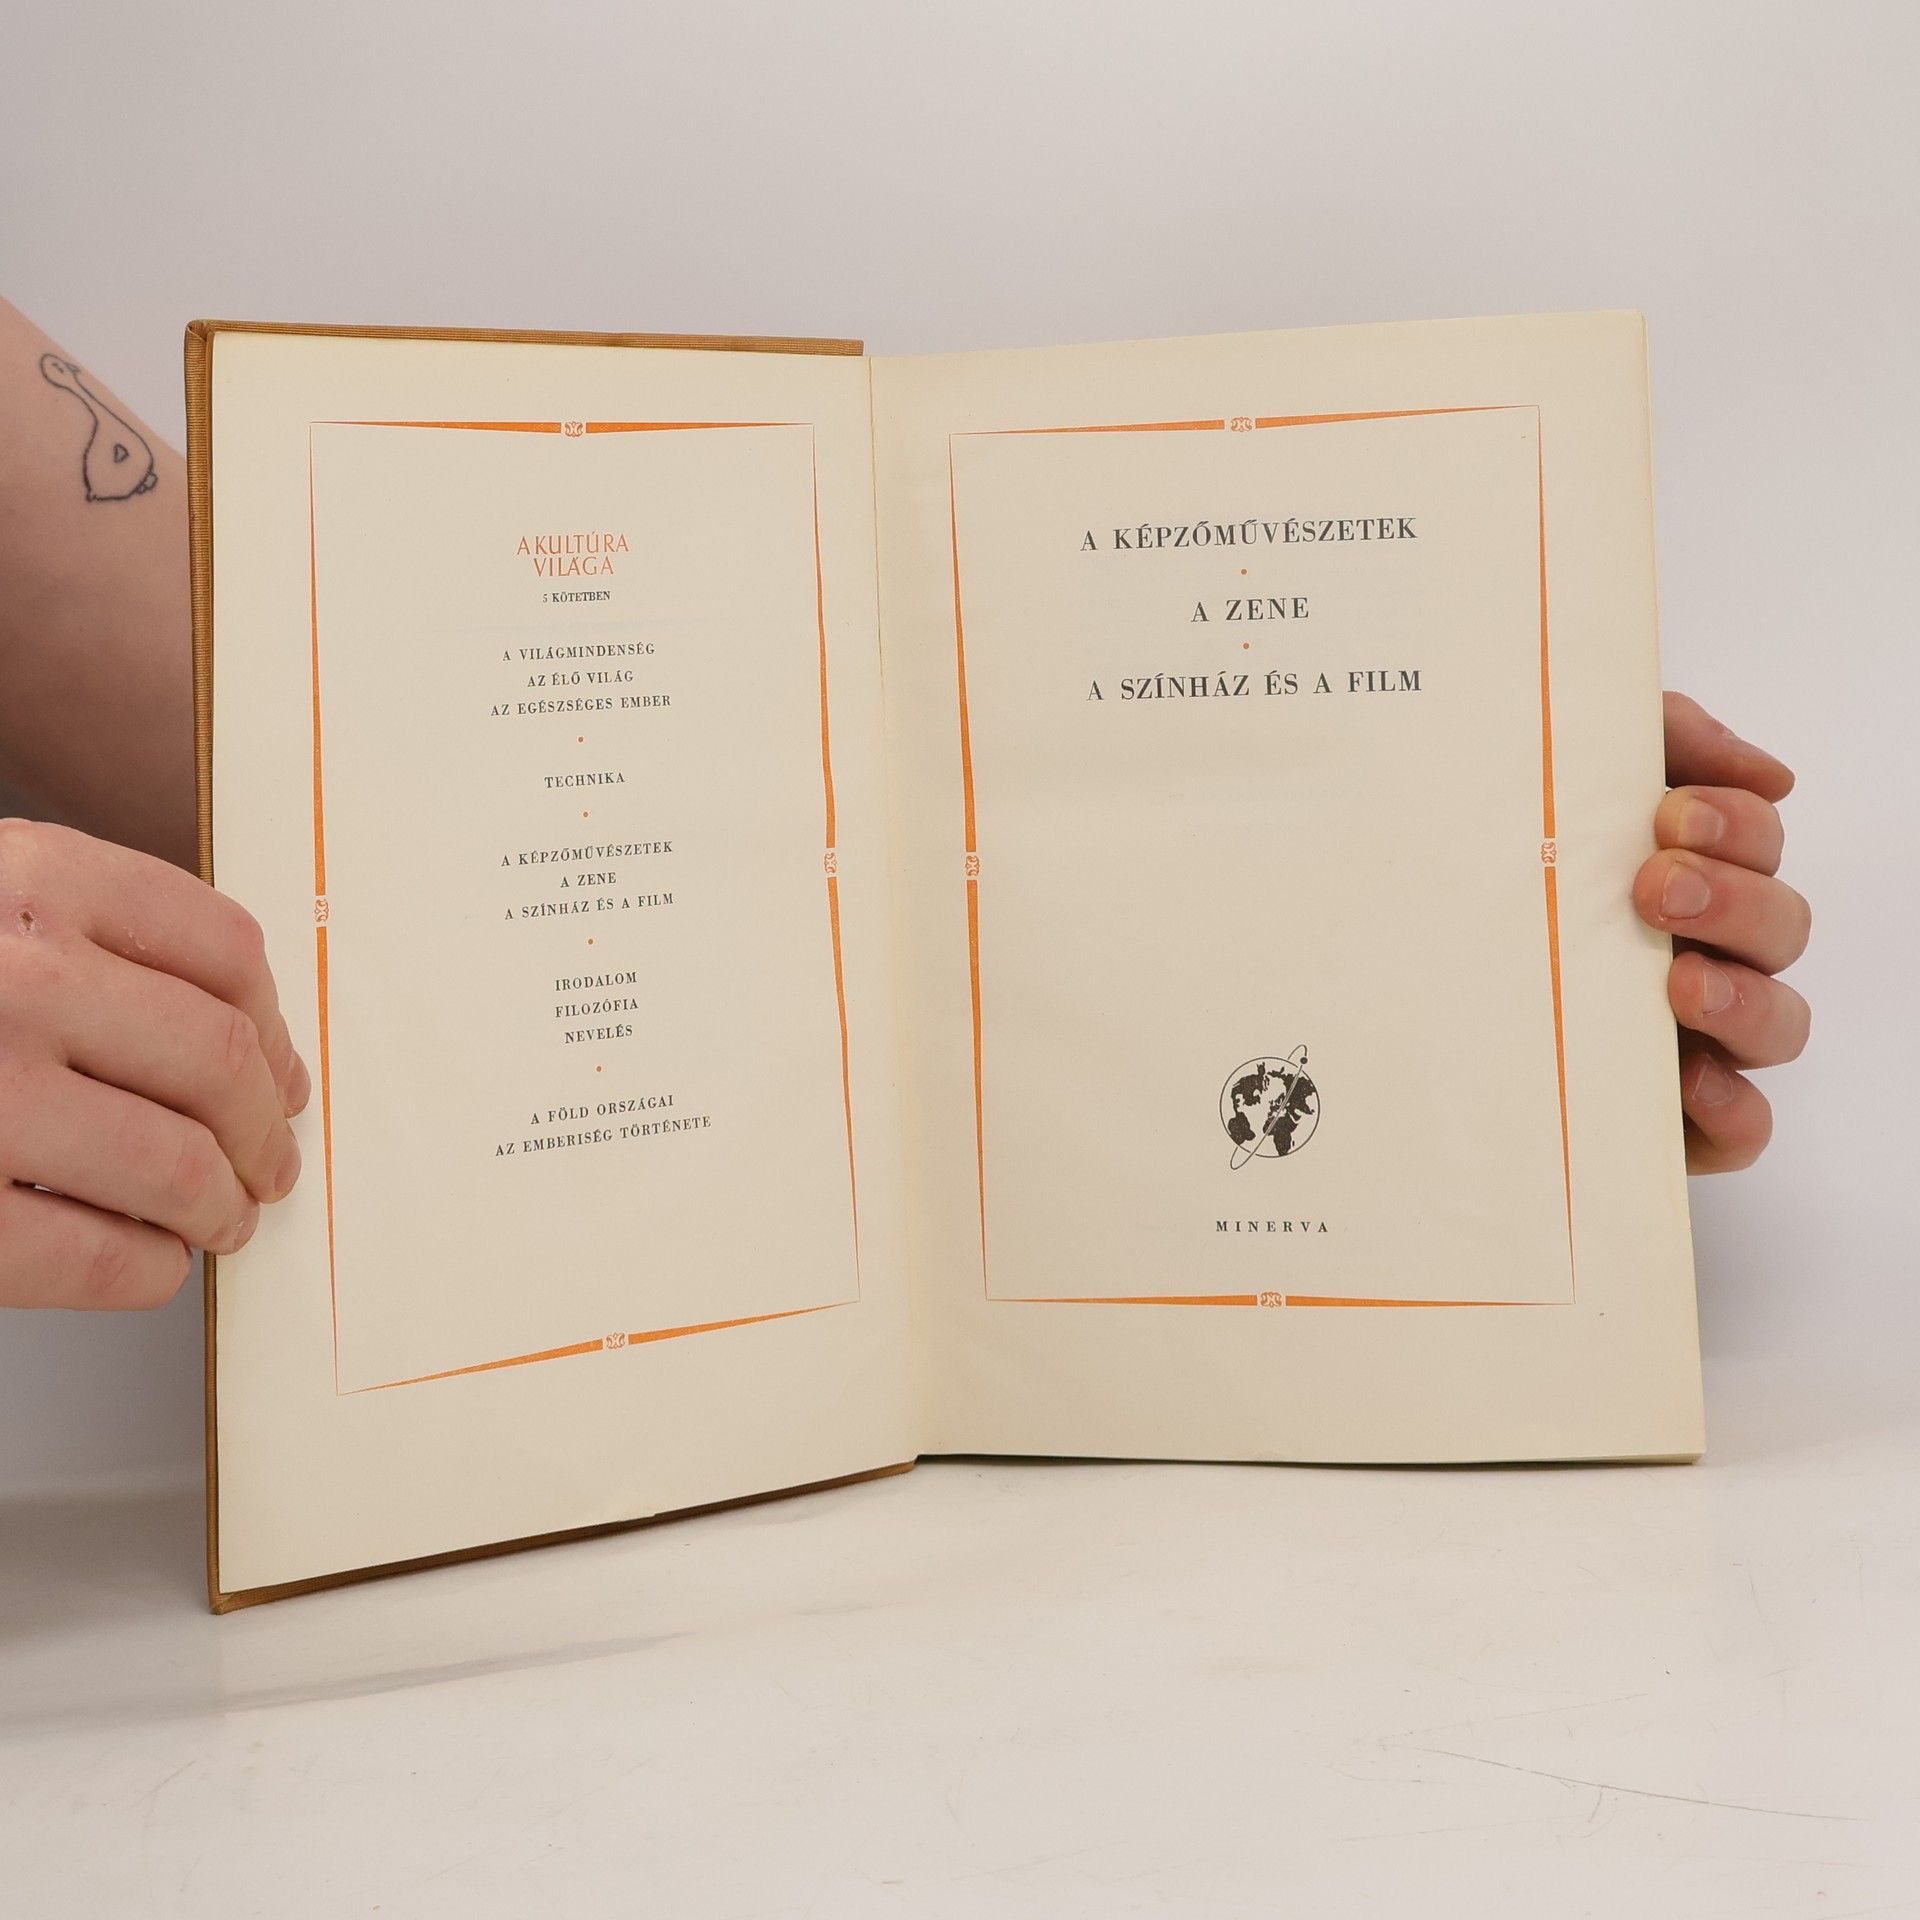 A KULTÚRA
VILÁGA
5 KÖTETBEN
A VILÁGMINDENSÉG
AZ ÉLŐ VILÁG
AZ EGÉSZSÉGES EMBER
TECHNIKA
A KÉPZŐMŰVÉSZETEK
A ZENE
A SZÍNHÁZ ÉS A FILM
IRODALOM
FILOZÓFIA
NEVELÉS
A FÖLD ORSZÁGAI
AZ EMBERISÉG TÖRTÉNETE
A KÉPZŐMŰVÉSZETEK
A ZENE
A SZÍNHÁZ ÉS A FILM
MINERVA